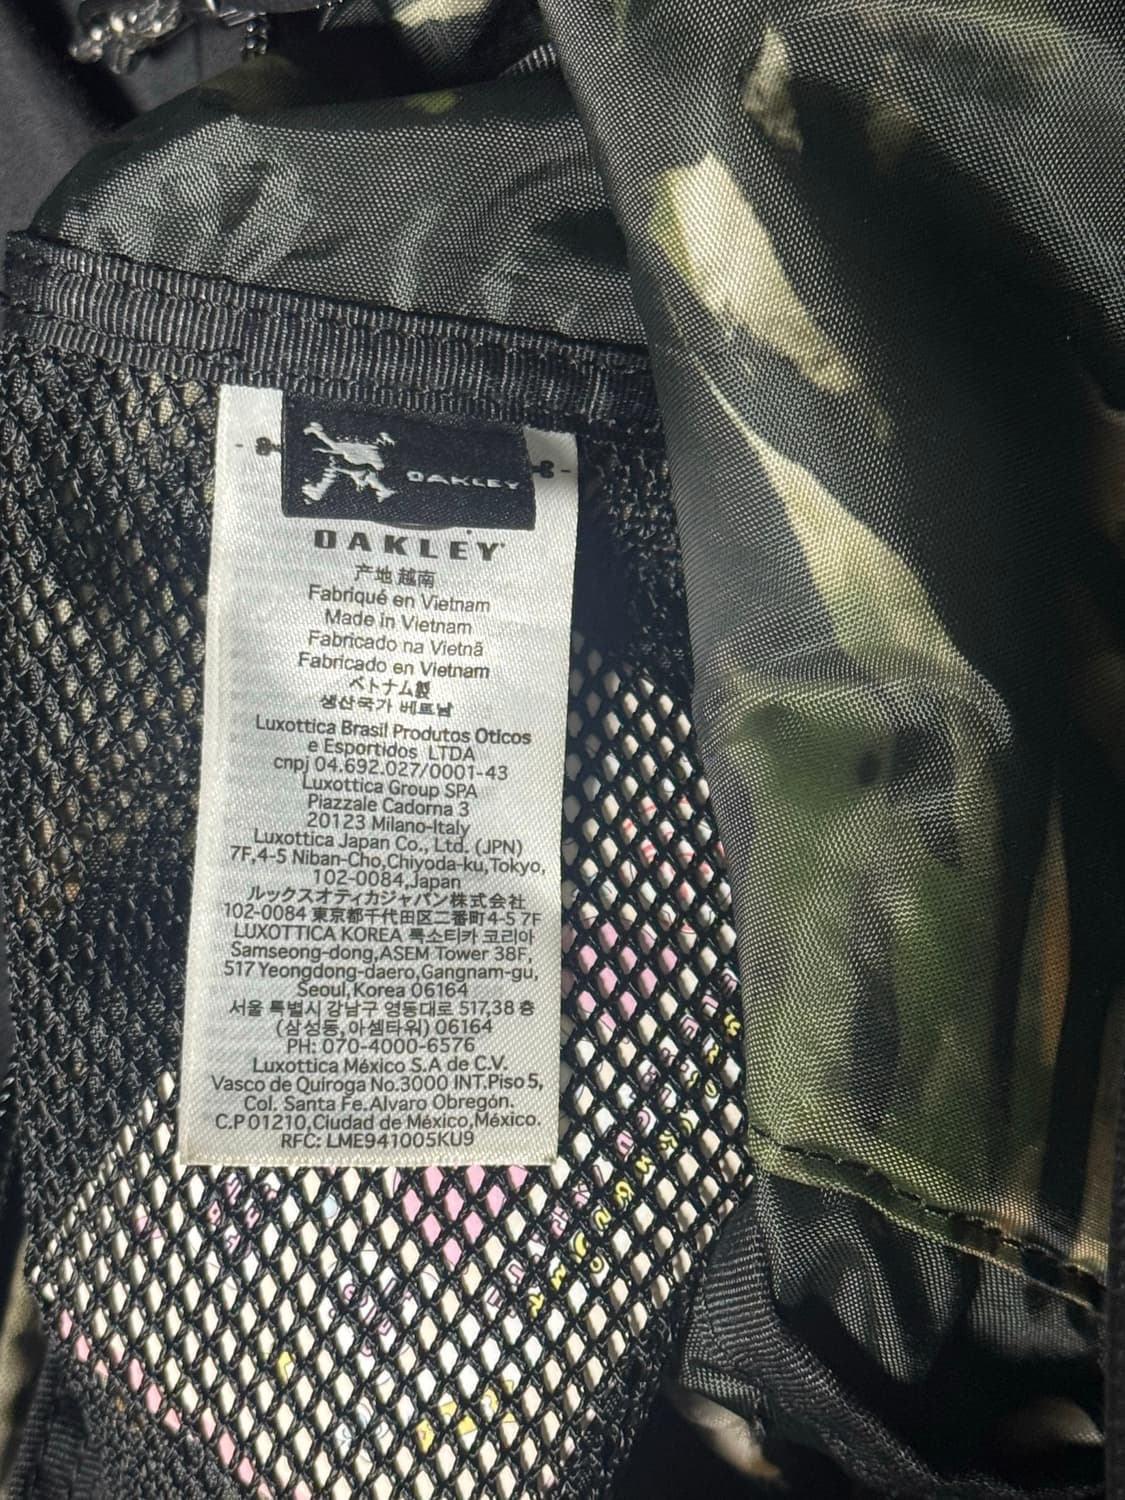 OAKLEY
OAKLEY
产地 越南
Fabriqué en Vietnam
Made in Vietnam
Fabricado na Vietnã
Fabricado en Vietnam
ベトナム製
생산국가 베트남
Luxottica Brasil Produtos Oticos
e Esportidos LTDA
cnpj 04.692.027/0001-43
Luxottica Group SPA
Piazzale Cadorna 3
20123 Milano-Italy
Luxottica Japan Co., Ltd. (JPN)
7F,4-5 Niban-Cho,Chiyoda-ku,Tokyo,
102-0084,Japan
ルックスオティカジャパン株式会社
102-0084 東京都千代田区二番町4-5 7F
LUXOTTICA KOREA 룩소티카 코리아
Samseong-dong,ASEM Tower 38F,
517 Yeongdong-daero,Gangnam-gu,
Seoul,Korea 06164
서울 특별시 강남구 영동대로 517,38 층
(삼성동, 아셈타워) 06164
PH: 070-4000-6576
Luxottica México S.A de C.V.
Vasco de Quiroga No.3000 INT.Piso 5,
Col. Santa Fe.Alvaro Obregón.
C.P 01210,Ciudad de México,México.
RFC: LME941005KU9